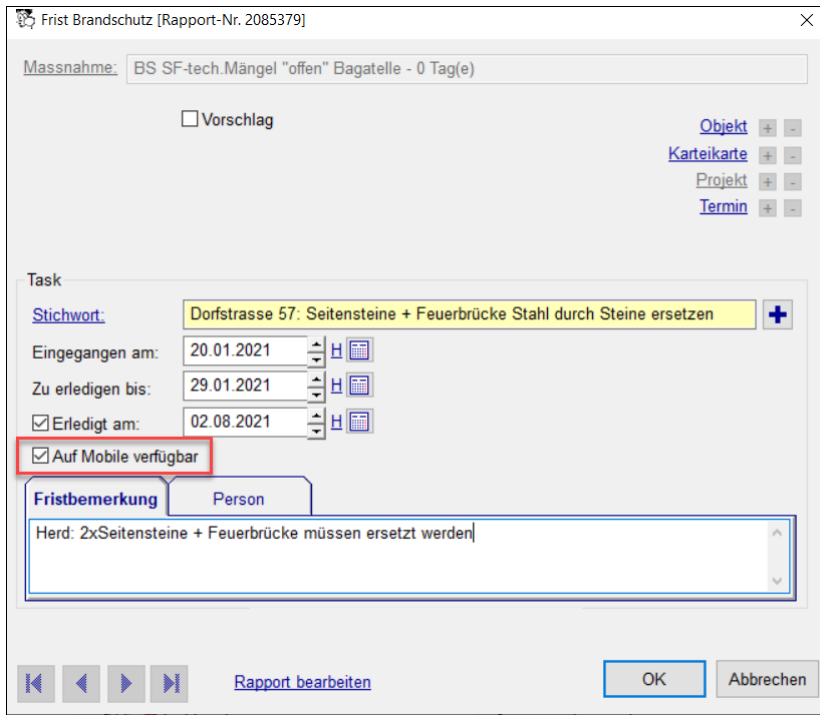 Frist Brandschutz [Rapport-Nr. 2085379]
Massnahme: BS SF-tech.Mängel "offen" Bagatelle - 0 Tag(e)
Vorschlag
Objekt + -
Karteikarte + -
Projekt + -
Termin + -
Task
Stichwort: Dorfstrasse 57: Seitensteine + Feuerbrücke Stahl durch Steine ersetzen
Eingegangen am: 20.01.2021 H
Zu erledigen bis: 29.01.2021 H
Erledigt am: 02.08.2021 H
Auf Mobile verfügbar
Fristbemerkung Person
Herd: 2xSeitensteine + Feuerbrücke müssen ersetzt werden
Rapport bearbeiten OK Abbrechen